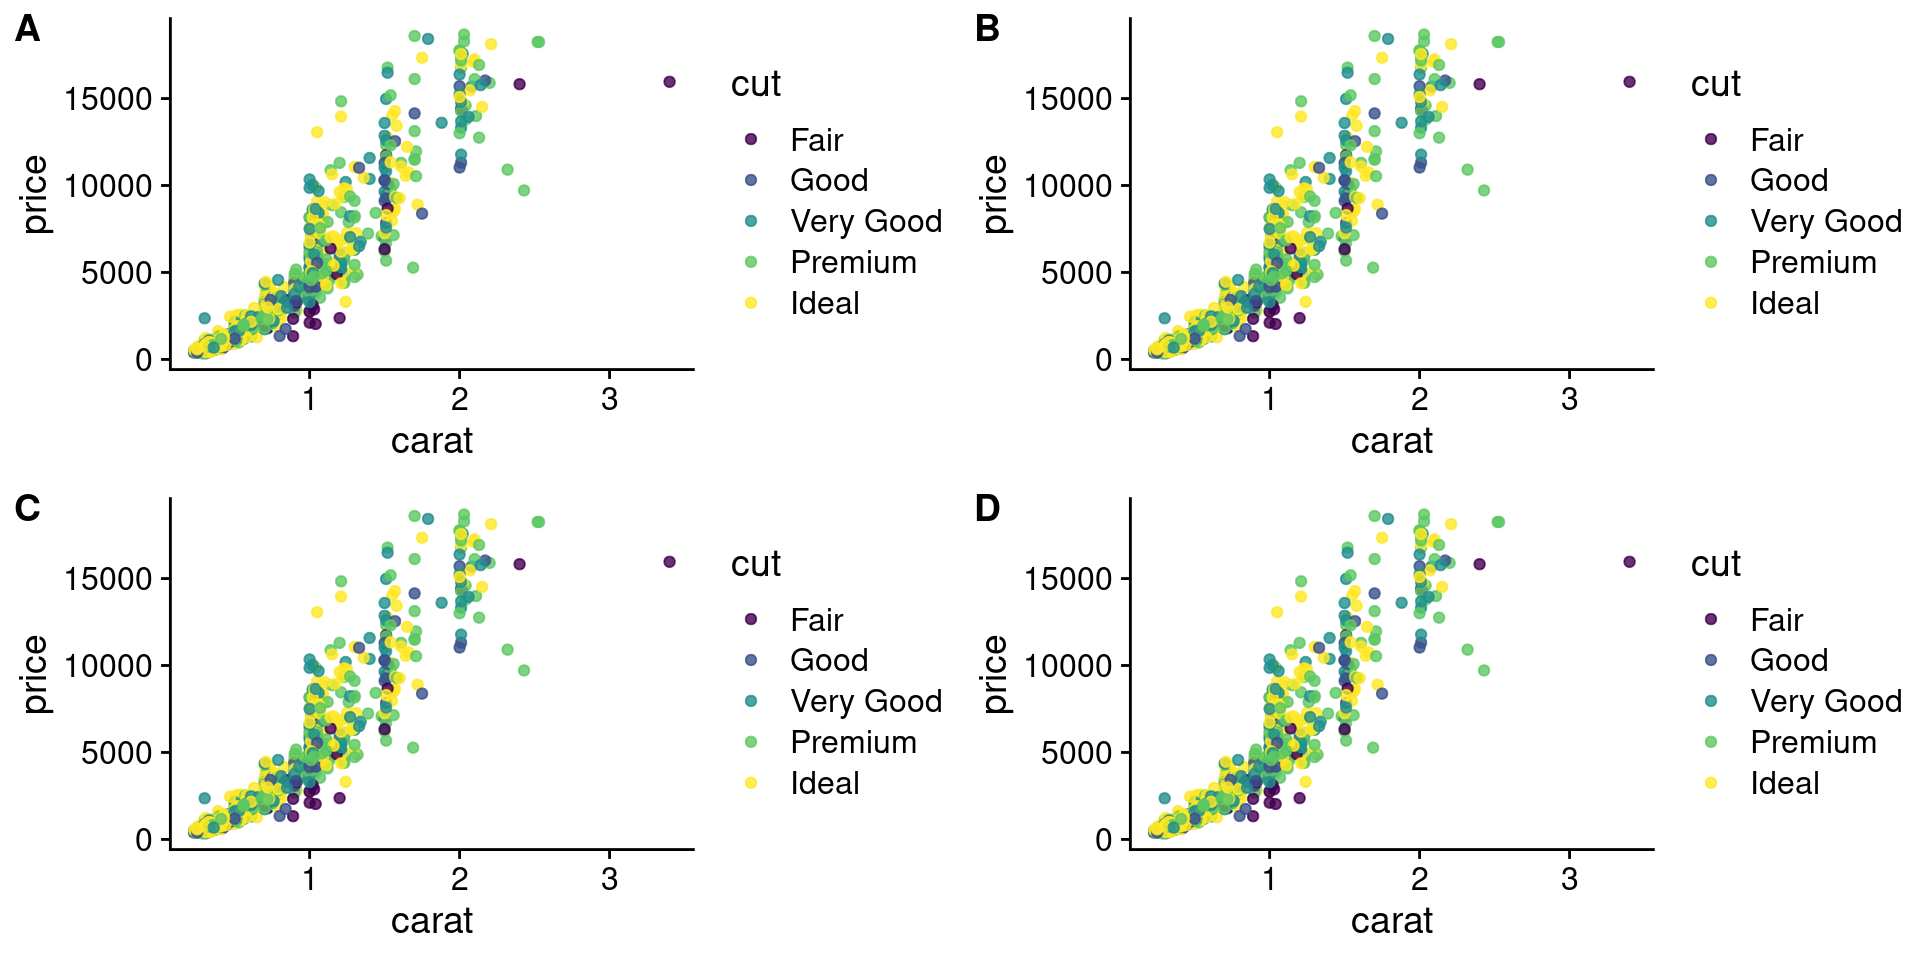 A
price
15000
10000
5000
0
1 2 3
carat
cut
Fair
Good
Very Good
Premium
Ideal
B
price
15000
10000
5000
0
1 2 3
carat
cut
Fair
Good
Very Good
Premium
Ideal
C
price
15000
10000
5000
0
1 2 3
carat
cut
Fair
Good
Very Good
Premium
Ideal
D
price
15000
10000
5000
0
1 2 3
carat
cut
Fair
Good
Very Good
Premium
Ideal